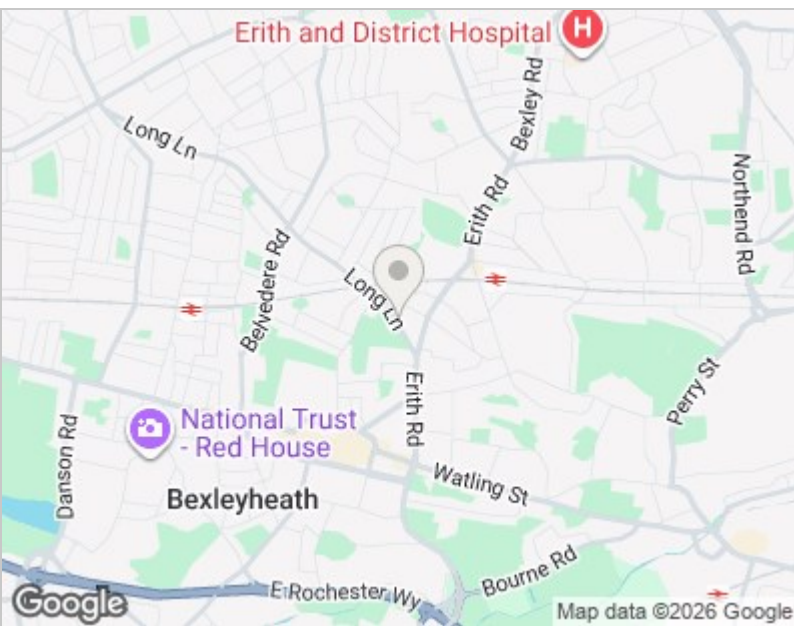 Erith and District Hospital
H
Bexley Rd
Long Ln
Erith Rd
Northend Rd
Belvedere Rd
Long Ln
Perry St
Erith Rd
National Trust
- Red House
Danson Rd
Watling St
Bexleyheath
Bourne Rd
E Rochester Wy
Google
Map data ©2026 Google